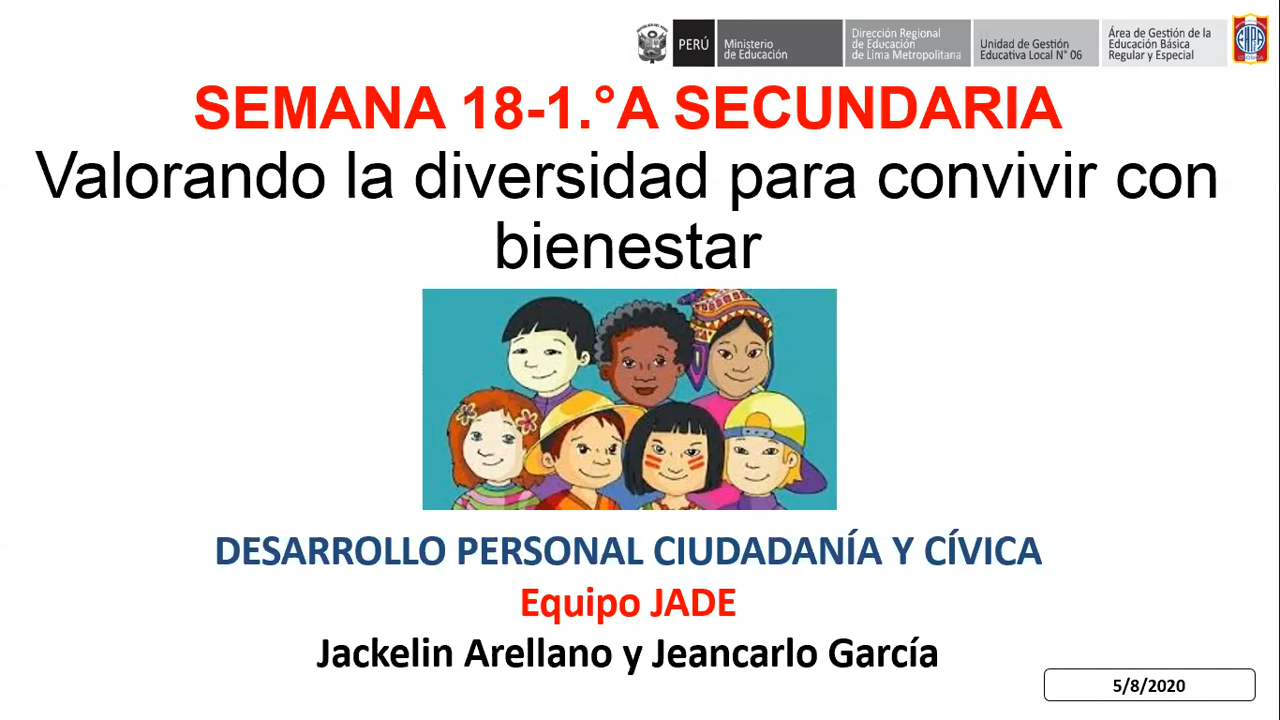 PERÚ
Ministerio
de Educación
Dirección Regional
de Educación
de Lima Metropolitana
Unidad de Gestión
Educativa Local N° 06
Área de Gestión de la
Educación Básica
Regular y Especial
SEMANA 18-1.°A SECUNDARIA
Valorando la diversidad para convivir con
bienestar
DESARROLLO PERSONAL CIUDADANÍA Y CÍVICA
Equipo JADE
Jackelin Arellano y Jeancarlo García
5/8/2020